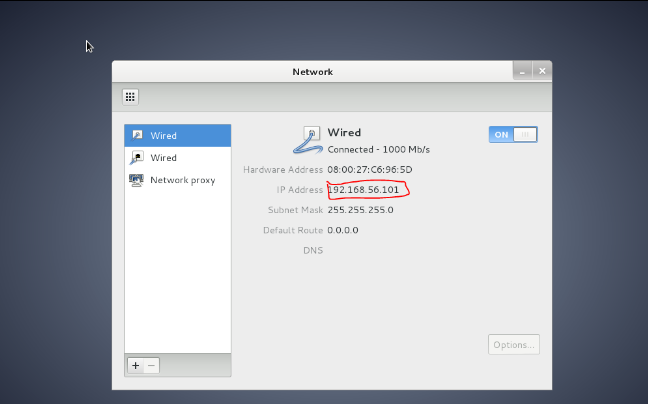 Network
Wired
Wired
Network proxy
Wired
Connected - 1000 Mb/s
ON
Hardware Address 08:00:27:C6:96:5D
IP Address 192.168.56.101
Subnet Mask 255.255.255.0
Default Route 0.0.0.0
DNS
Options...